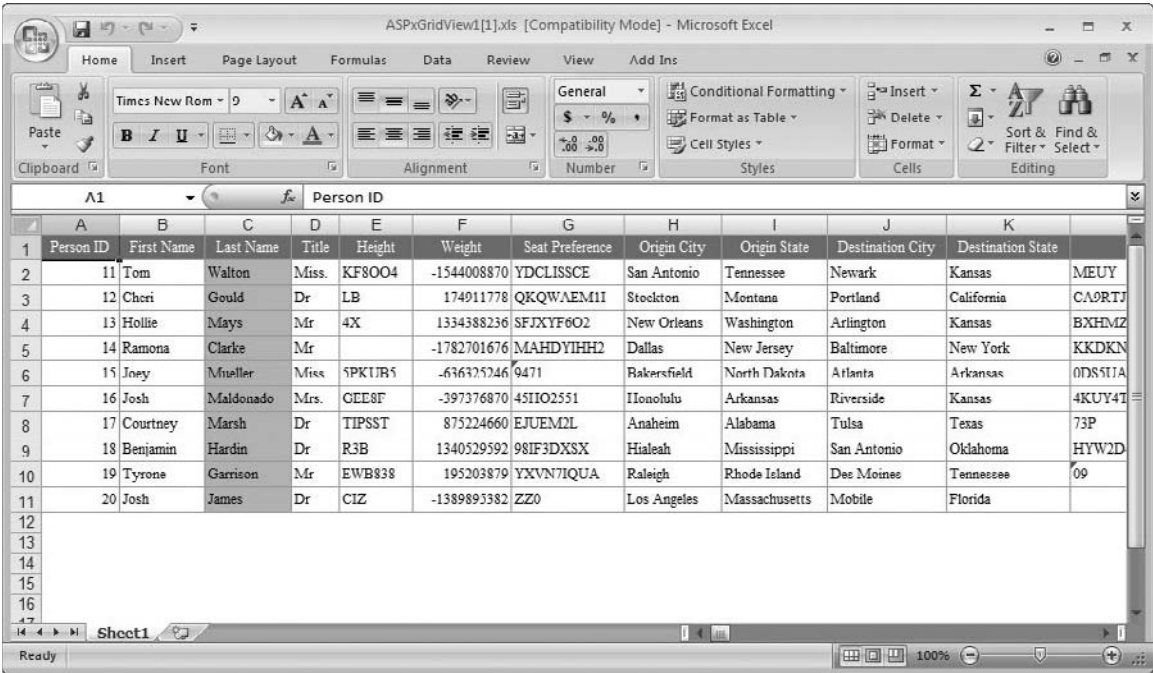 ASPxGridView1[1].xls [Compatibility Mode] - Microsoft Excel
Home Insert Page Layout Formulas Data Review View Add Ins
Paste
Times New Rom 9 A A
B I U A
General
$ % ,
.0 .00 .00 .0
Conditional Formatting
Format as Table
Cell Styles
Insert
Delete
Format
Σ
A Z
Sort & Filter
Find & Select
Clipboard Font Alignment Number Styles Cells Editing
A1 fx Person ID
A B C D E F G H I J K
1 Person ID First Name Last Name Title Height Weight Seat Preference Origin City Origin State Destination City Destination State
2 11 Tom Walton Miss. KF8OO4 -1544008870 YDCLISSCE San Antonio Tennessee Newark Kansas MEUY
3 12 Cheri Gould Dr LB 174911778 QKQWAEM1I Stockton Montana Portland California CA9RTJ
4 13 Hollie Mays Mr 4X 1334388236 SFJXYF6O2 New Orleans Washington Arlington Kansas BXHMZ
5 14 Ramona Clarke Mr -1782701676 MAHDYIHH2 Dallas New Jersey Baltimore New York KKDKN
6 15 Joey Mueller Miss 5PKUB5 -636325246 9471 Bakersfield North Dakota Atlanta Arkansas 0DS5UA
7 16 Josh Maldonado Mrs. GEE8F -397376870 45HO2551 Honolulu Arkansas Riverside Kansas 4KUY4T
8 17 Courtney Marsh Dr TIPSST 875224660 EJUEM2L Anaheim Alabama Tulsa Texas 73P
9 18 Benjamin Hardin Dr R3B 1340529592 98IF3DXSX Hialeah Mississippi San Antonio Oklahoma HYW2D
10 19 Tyrone Garrison Mr EWB838 195203879 YXVN7IQUA Raleigh Rhode Island Des Moines Tennessee 09
11 20 Josh James Dr CIZ -1389895382 ZZ0 Los Angeles Massachusetts Mobile Florida
12
13
14
15
16
17
Sheet1
Ready 100%